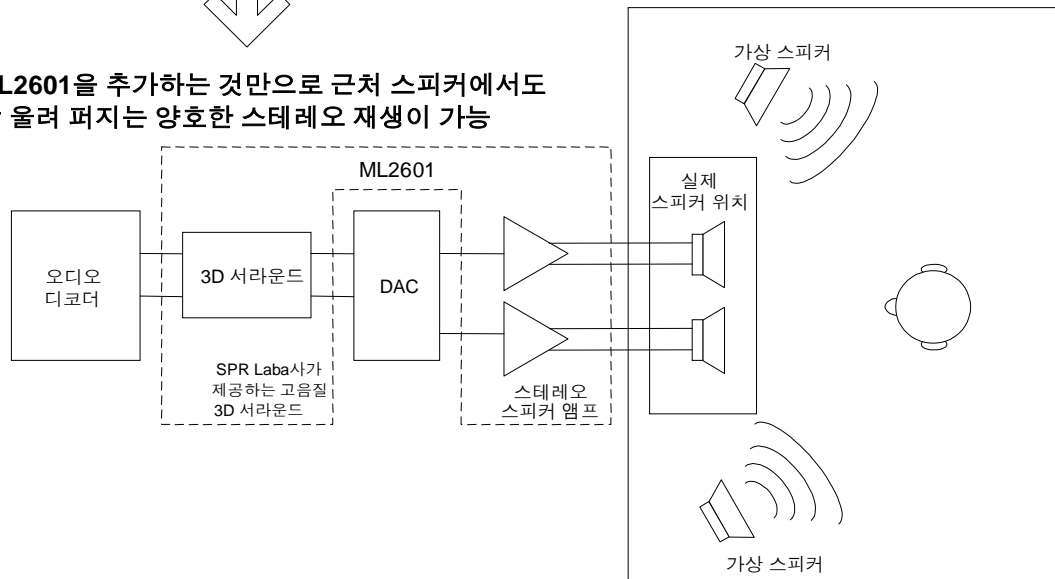 ML2601을 추가하는 것만으로 근처 스피커에서도
울려 퍼지는 양호한 스테레오 재생이 가능
가상 스피커
ML2601
실제
스피커 위치
오디오
디코더
3D 서라운드
DAC
SPR Laba사가
제공하는 고음질
3D 서라운드
스테레오
스피커 앰프
가상 스피커